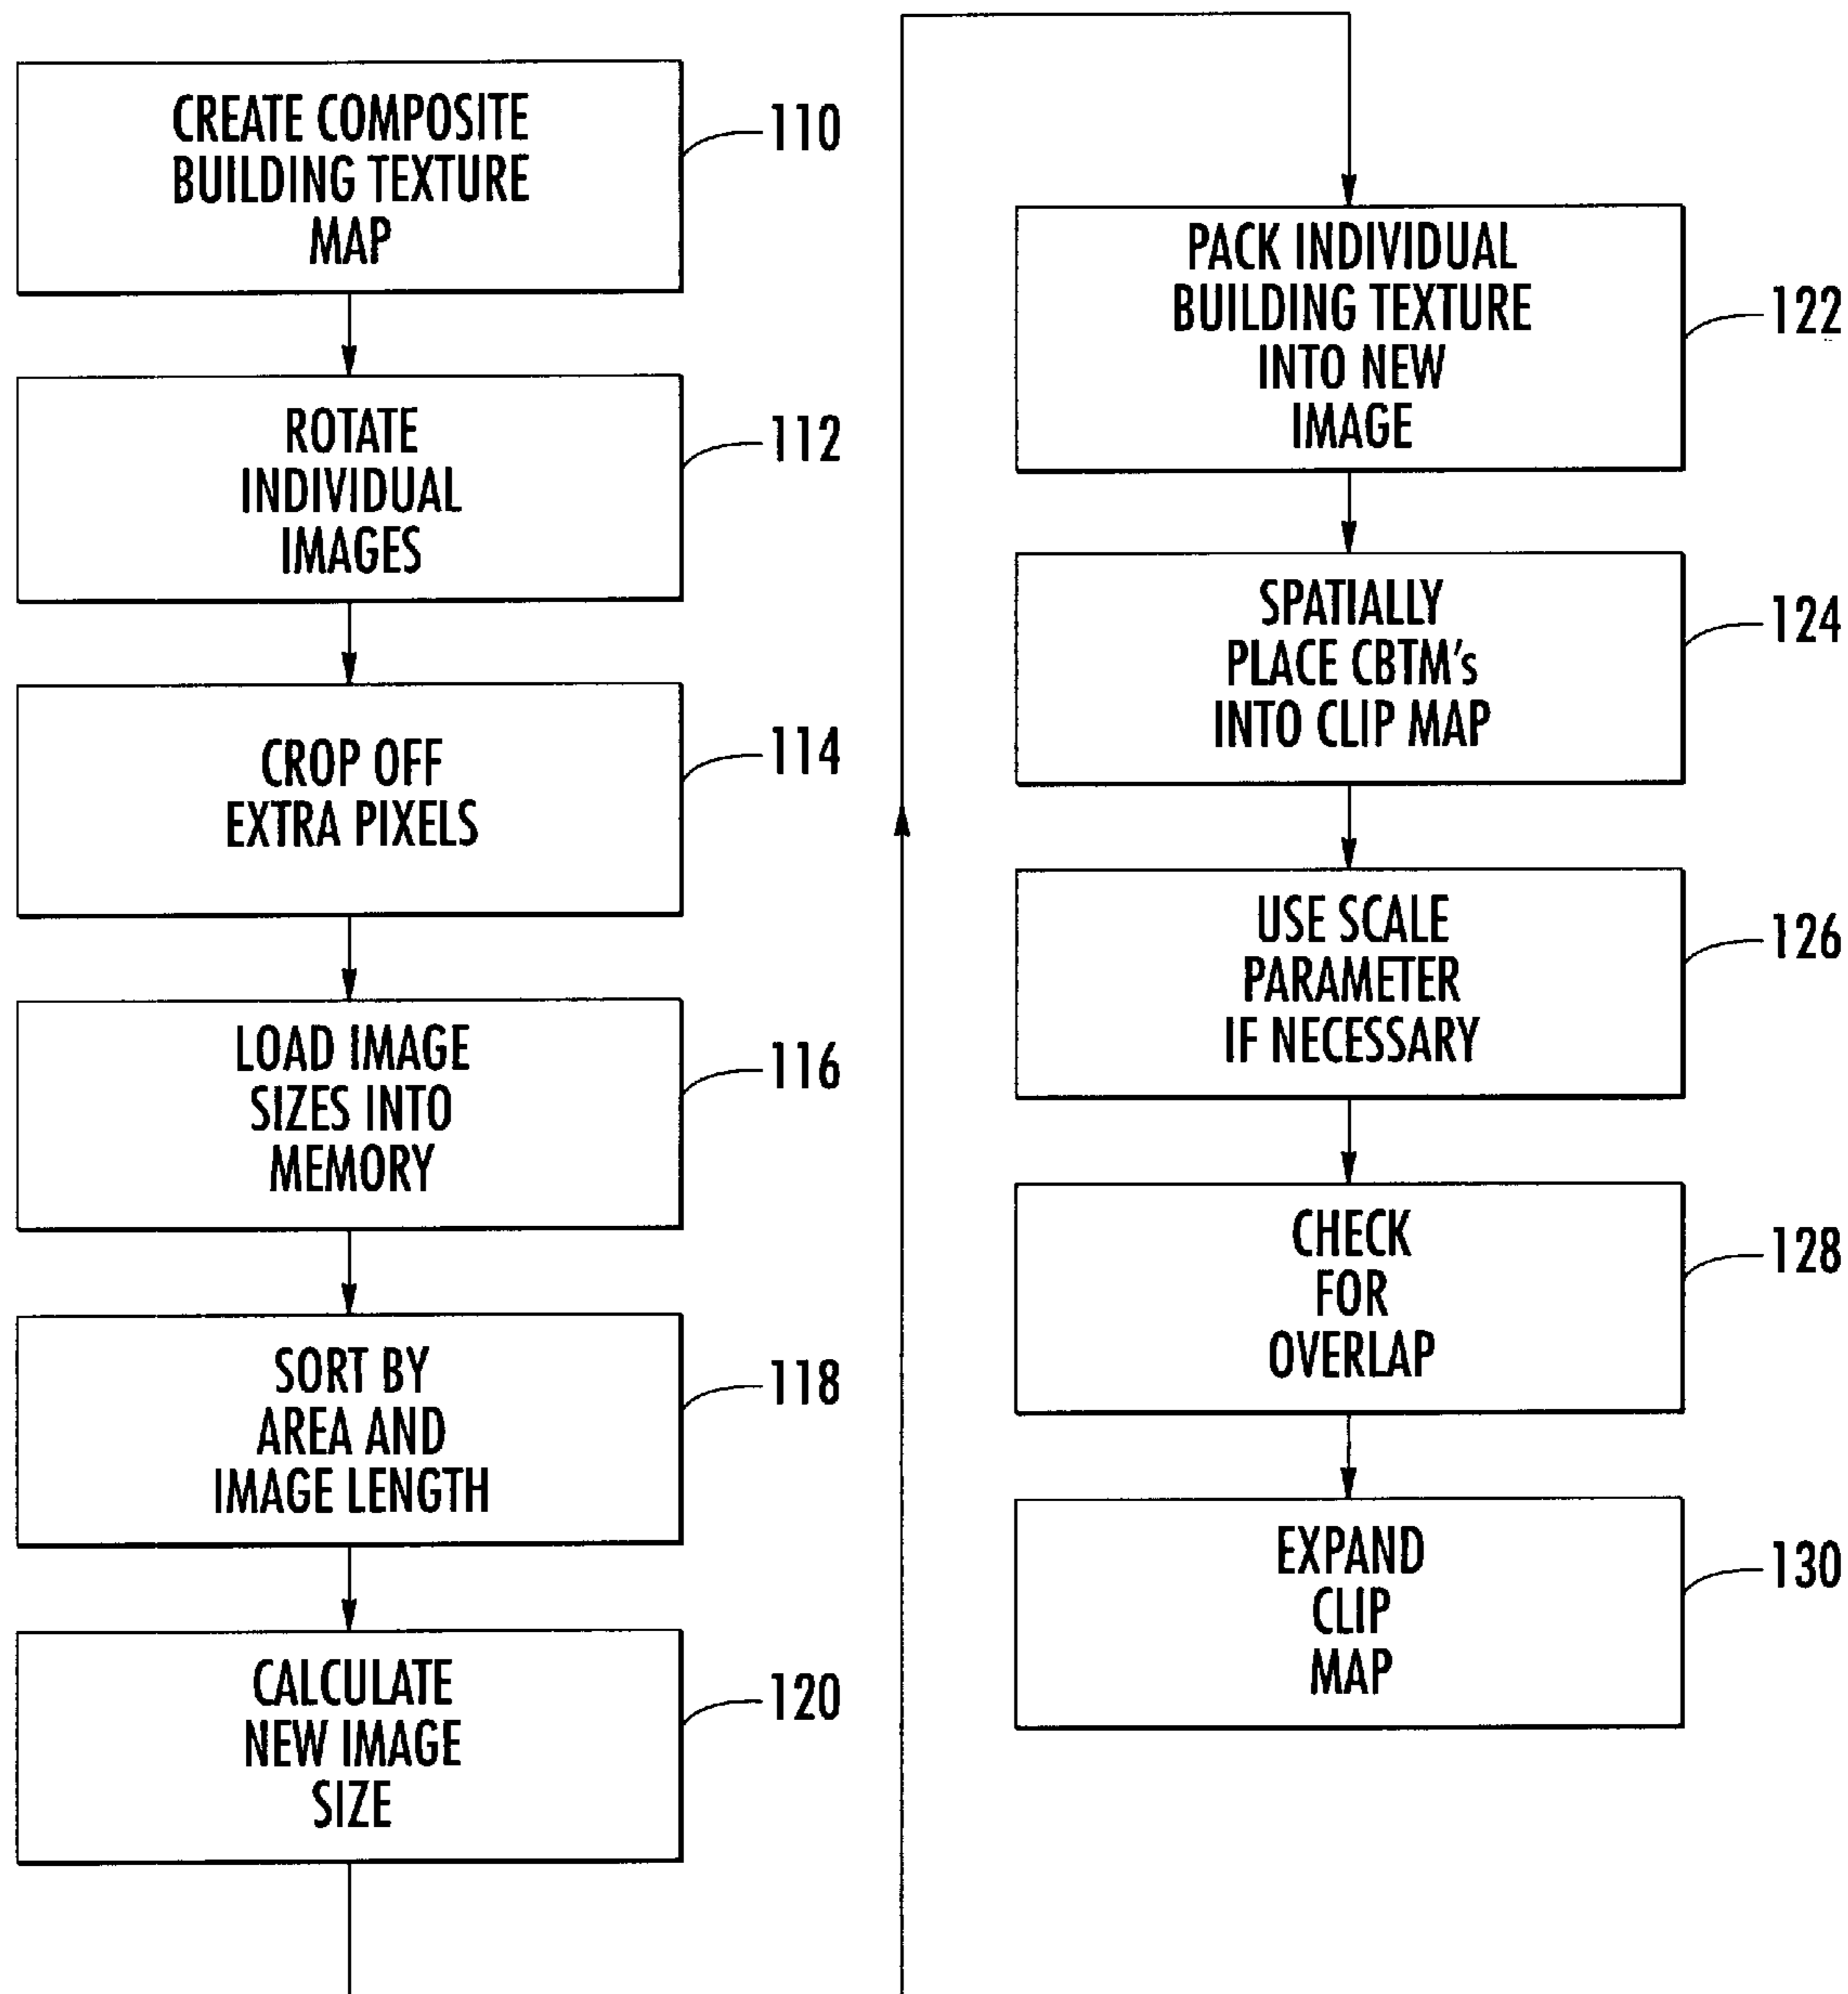 CREATE COMPOSITE
BUILDING TEXTURE
MAP
110
ROTATE
INDIVIDUAL
IMAGES
112
CROP OFF
EXTRA PIXELS
114
LOAD IMAGE
SIZES INTO
MEMORY
116
SORT BY
AREA AND
IMAGE LENGTH
118
CALCULATE
NEW IMAGE
SIZE
120
PACK INDIVIDUAL
BUILDING TEXTURE
INTO NEW
IMAGE
122
SPATIALLY
PLACE CBTM's
INTO CLIP MAP
124
USE SCALE
PARAMETER
IF NECESSARY
126
CHECK
FOR
OVERLAP
128
EXPAND
CLIP
MAP
130